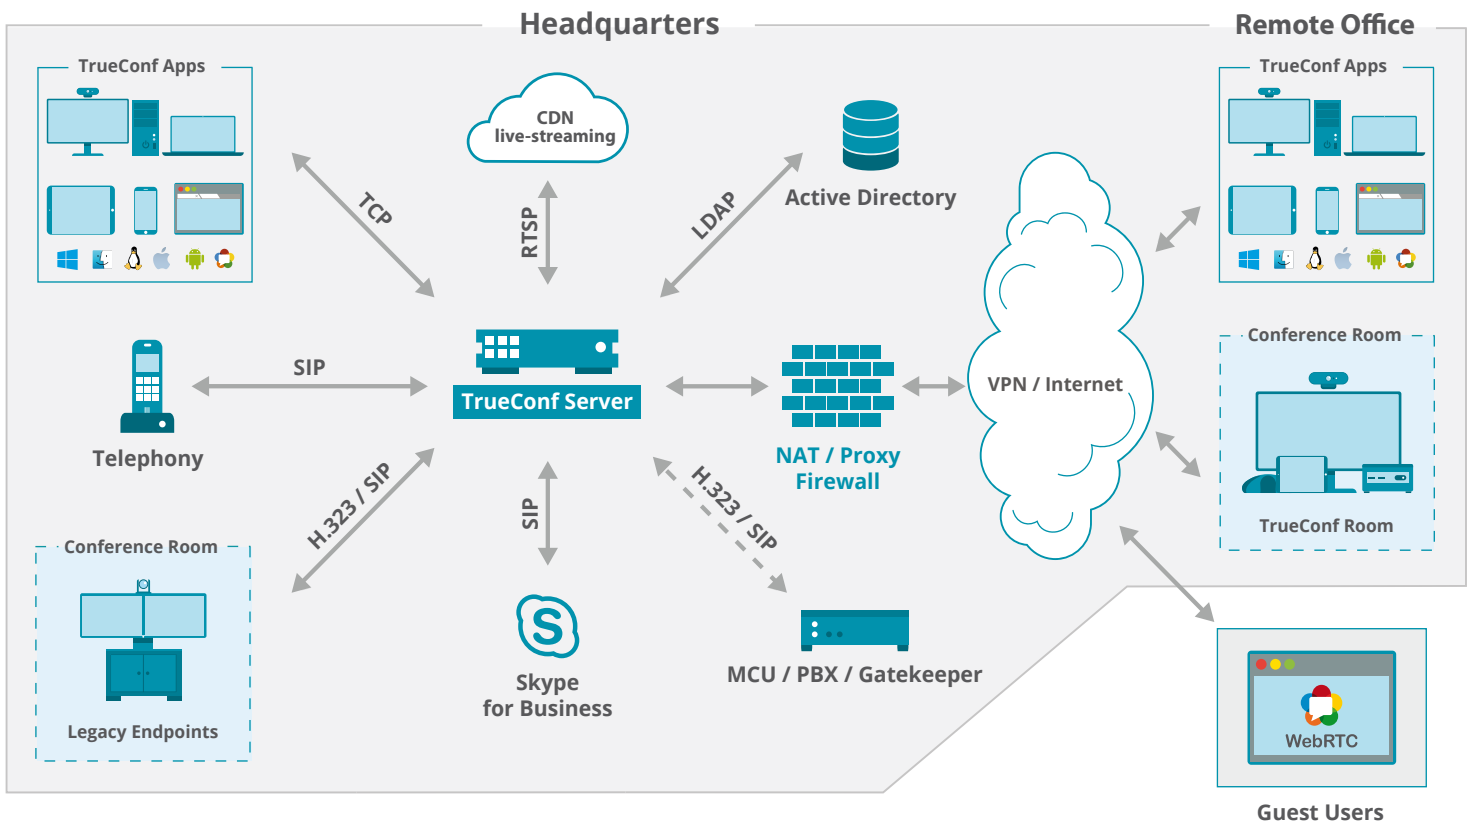 Headquarters
Remote Office
TrueConf Apps
CDN
live-streaming
Active Directory
TrueConf Apps
TCP
RTSP
LDAP
Telephony
SIP
TrueConf Server
NAT / Proxy
Firewall
VPN / Internet
Conference Room
TrueConf Room
H.323 / SIP
SIP
H.323 / SIP
Conference Room
Legacy Endpoints
S
Skype
for Business
MCU / PBX / Gatekeeper
WebRTC
Guest Users